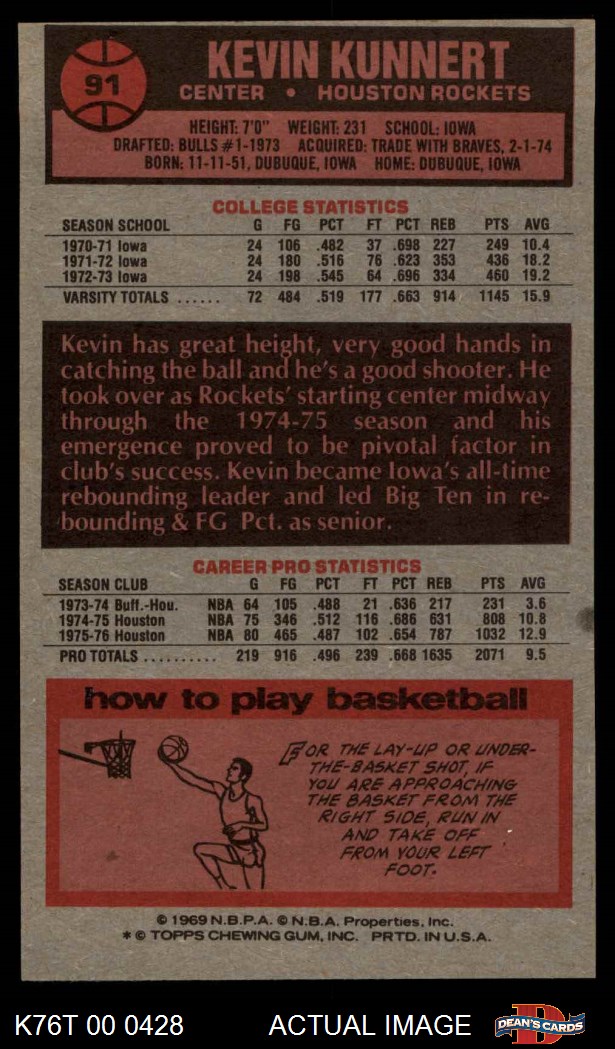 91
KEVIN KUNNERT
CENTER • HOUSTON ROCKETS
HEIGHT: 7'0" WEIGHT: 231 SCHOOL: IOWA
DRAFTED: BULLS #1-1973 ACQUIRED: TRADE WITH BRAVES, 2-1-74
BORN: 11-11-51, DUBUQUE, IOWA HOME: DUBUQUE, IOWA
COLLEGE STATISTICS
SEASON SCHOOL G FG PCT FT PCT REB PTS AVG
1970-71 Iowa 24 106 .482 37 .698 227 249 10.4
1971-72 Iowa 24 180 .516 76 .623 353 436 18.2
1972-73 Iowa 24 198 .545 64 .696 334 460 19.2
VARSITY TOTALS ...... 72 484 .519 177 .663 914 1145 15.9
Kevin has great height, very good hands in
catching the ball and he's a good shooter. He
took over as Rockets' starting center midway
through the 1974-75 season and his
emergence proved to be pivotal factor in
club's success. Kevin became Iowa's all-time
rebounding leader and led Big Ten in re-
bounding & FG Pct. as senior.
CAREER PRO STATISTICS
SEASON CLUB G FG PCT FT PCT REB PTS AVG
1973-74 Buff.-Hou. NBA 64 105 .488 21 .636 217 231 3.6
1974-75 Houston NBA 75 346 .512 116 .686 631 808 10.8
1975-76 Houston NBA 80 465 .487 102 .654 787 1032 12.9
PRO TOTALS .......... 219 916 .496 239 .668 1635 2071 9.5
how to play basketball
FOR THE LAY-UP OR UNDER-
THE-BASKET SHOT, IF
YOU ARE APPROACHING
THE BASKET FROM THE
RIGHT SIDE, RUN IN
AND TAKE OFF
FROM YOUR LEFT
FOOT.
© 1969 N.B.P.A. © N.B.A. Properties, Inc.
* © TOPPS CHEWING GUM, INC. PRTD. IN U.S.A.
K76T 00 0428 ACTUAL IMAGE DEAN'S CARDS